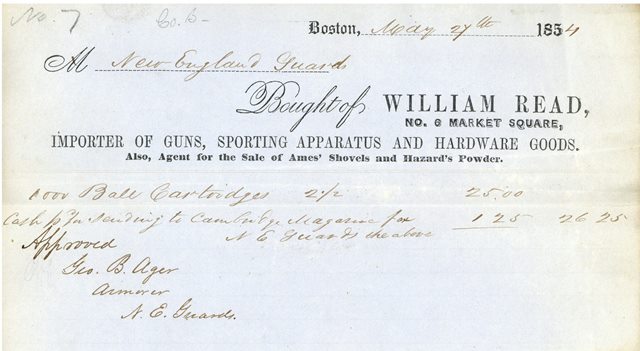 No. 7 Co. B
Boston, May 27th 1854
M New England Guards
Bought of WILLIAM READ,
NO. 6 MARKET SQUARE,
IMPORTER OF GUNS, SPORTING APPARATUS AND HARDWARE GOODS.
Also, Agent for the Sale of Ames' Shovels and Hazard's Powder.
1000 Ball Cartridges 2 1/2 25.00
Cash pd In sending to Cambridge Magazine for 1 25 26 25
Approved N E Guards the above
Geo. B. Ager
Armorer
N. E. Guards.